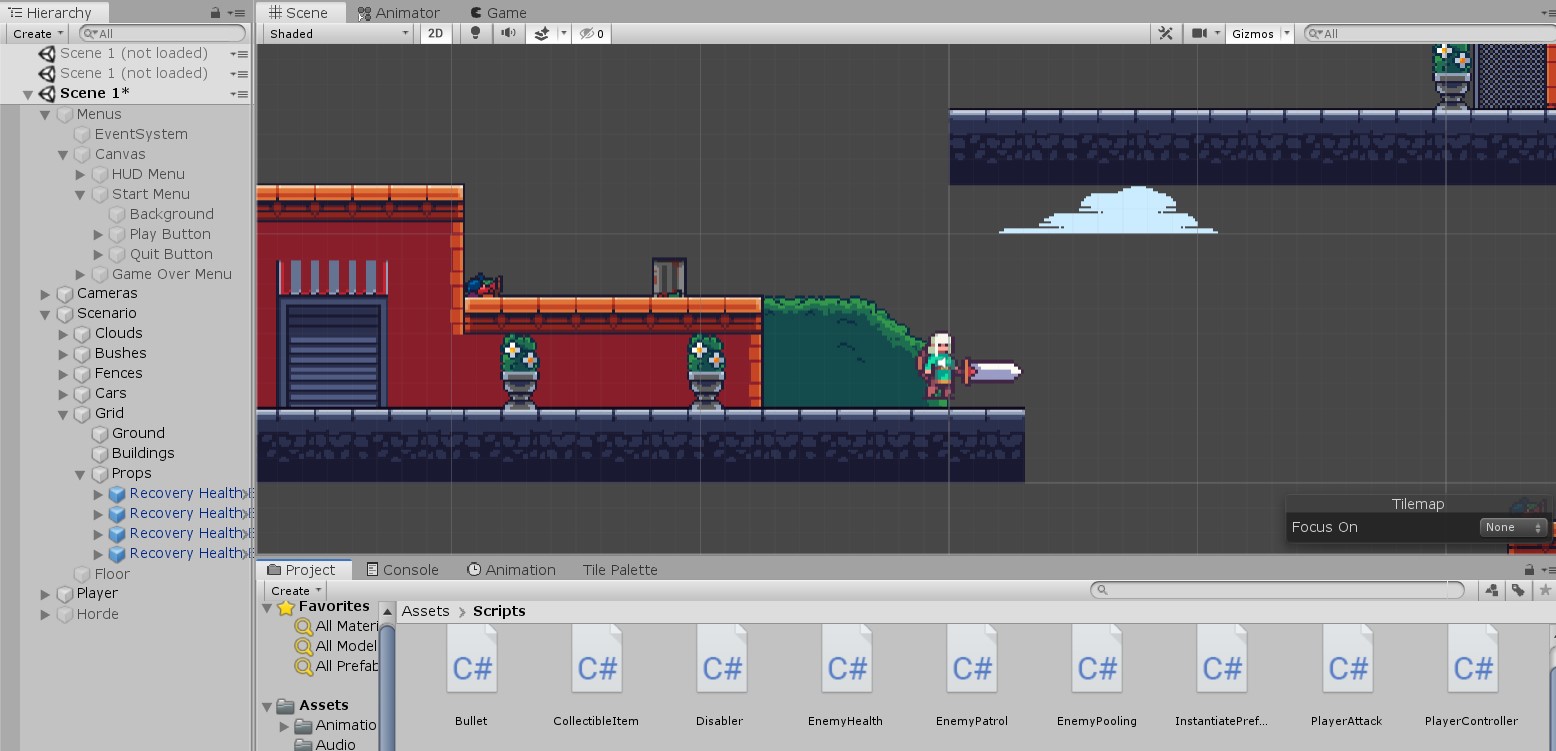 Hierarchy
Create
All
Scene 1 (not loaded)
Scene 1 (not loaded)
Scene 1*
Menus
EventSystem
Canvas
HUD Menu
Start Menu
Background
Play Button
Quit Button
Game Over Menu
Cameras
Scenario
Clouds
Bushes
Fences
Cars
Grid
Ground
Buildings
Props
Recovery Health
Recovery Health
Recovery Health
Recovery Health
Floor
Player
Horde
Scene Animator Game
Shaded 2D 0 Gizmos All
Tilemap
Focus On None
Project Console Animation Tile Palette
Create
Favorites
All Materi
All Model
All Prefab
Assets
Animatio
Audio
Assets > Scripts
C# C# C# C# C# C# C# C# C#
Bullet CollectibleItem Disabler EnemyHealth EnemyPatrol EnemyPooling InstantiatePref... PlayerAttack PlayerController